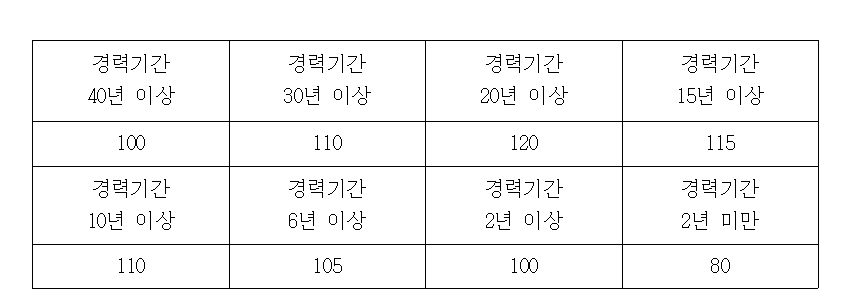 경력기간 경력기간 경력기간 경력기간
40년 이상 30년 이상 20년 이상 15년 이상
100 110 120 115
경력기간 경력기간 경력기간 경력기간
10년 이상 6년 이상 2년 이상 2년 미만
110 105 100 80